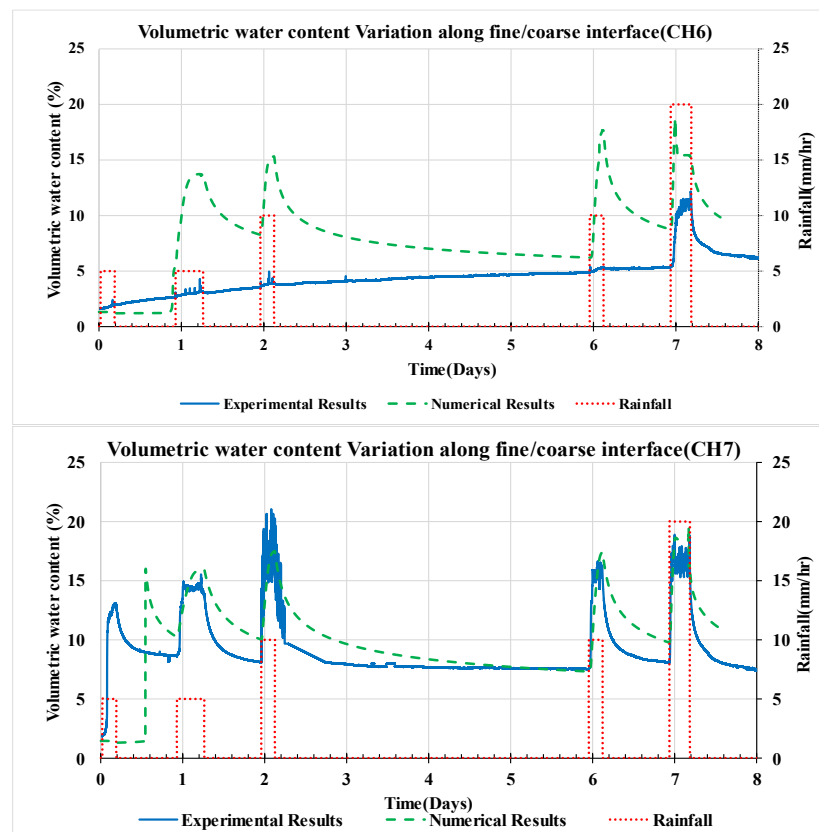 Volumetric water content Variation along fine/coarse interface(CH6)
25
25
20
20
15
15
10
10
5
5
0
0
Volumetric water content (%)
Rainfall(mm/hr)
0 1 2 3 4 5 6 7 8
Time(Days)
Experimental Results Numerical Results Rainfall
Volumetric water content Variation along fine/coarse interface(CH7)
25
25
20
20
15
15
10
10
5
5
0
0
Volumetric water content (%)
Rainfall(mm/hr)
0 1 2 3 4 5 6 7 8
Time(Days)
Experimental Results Numerical Results Rainfall